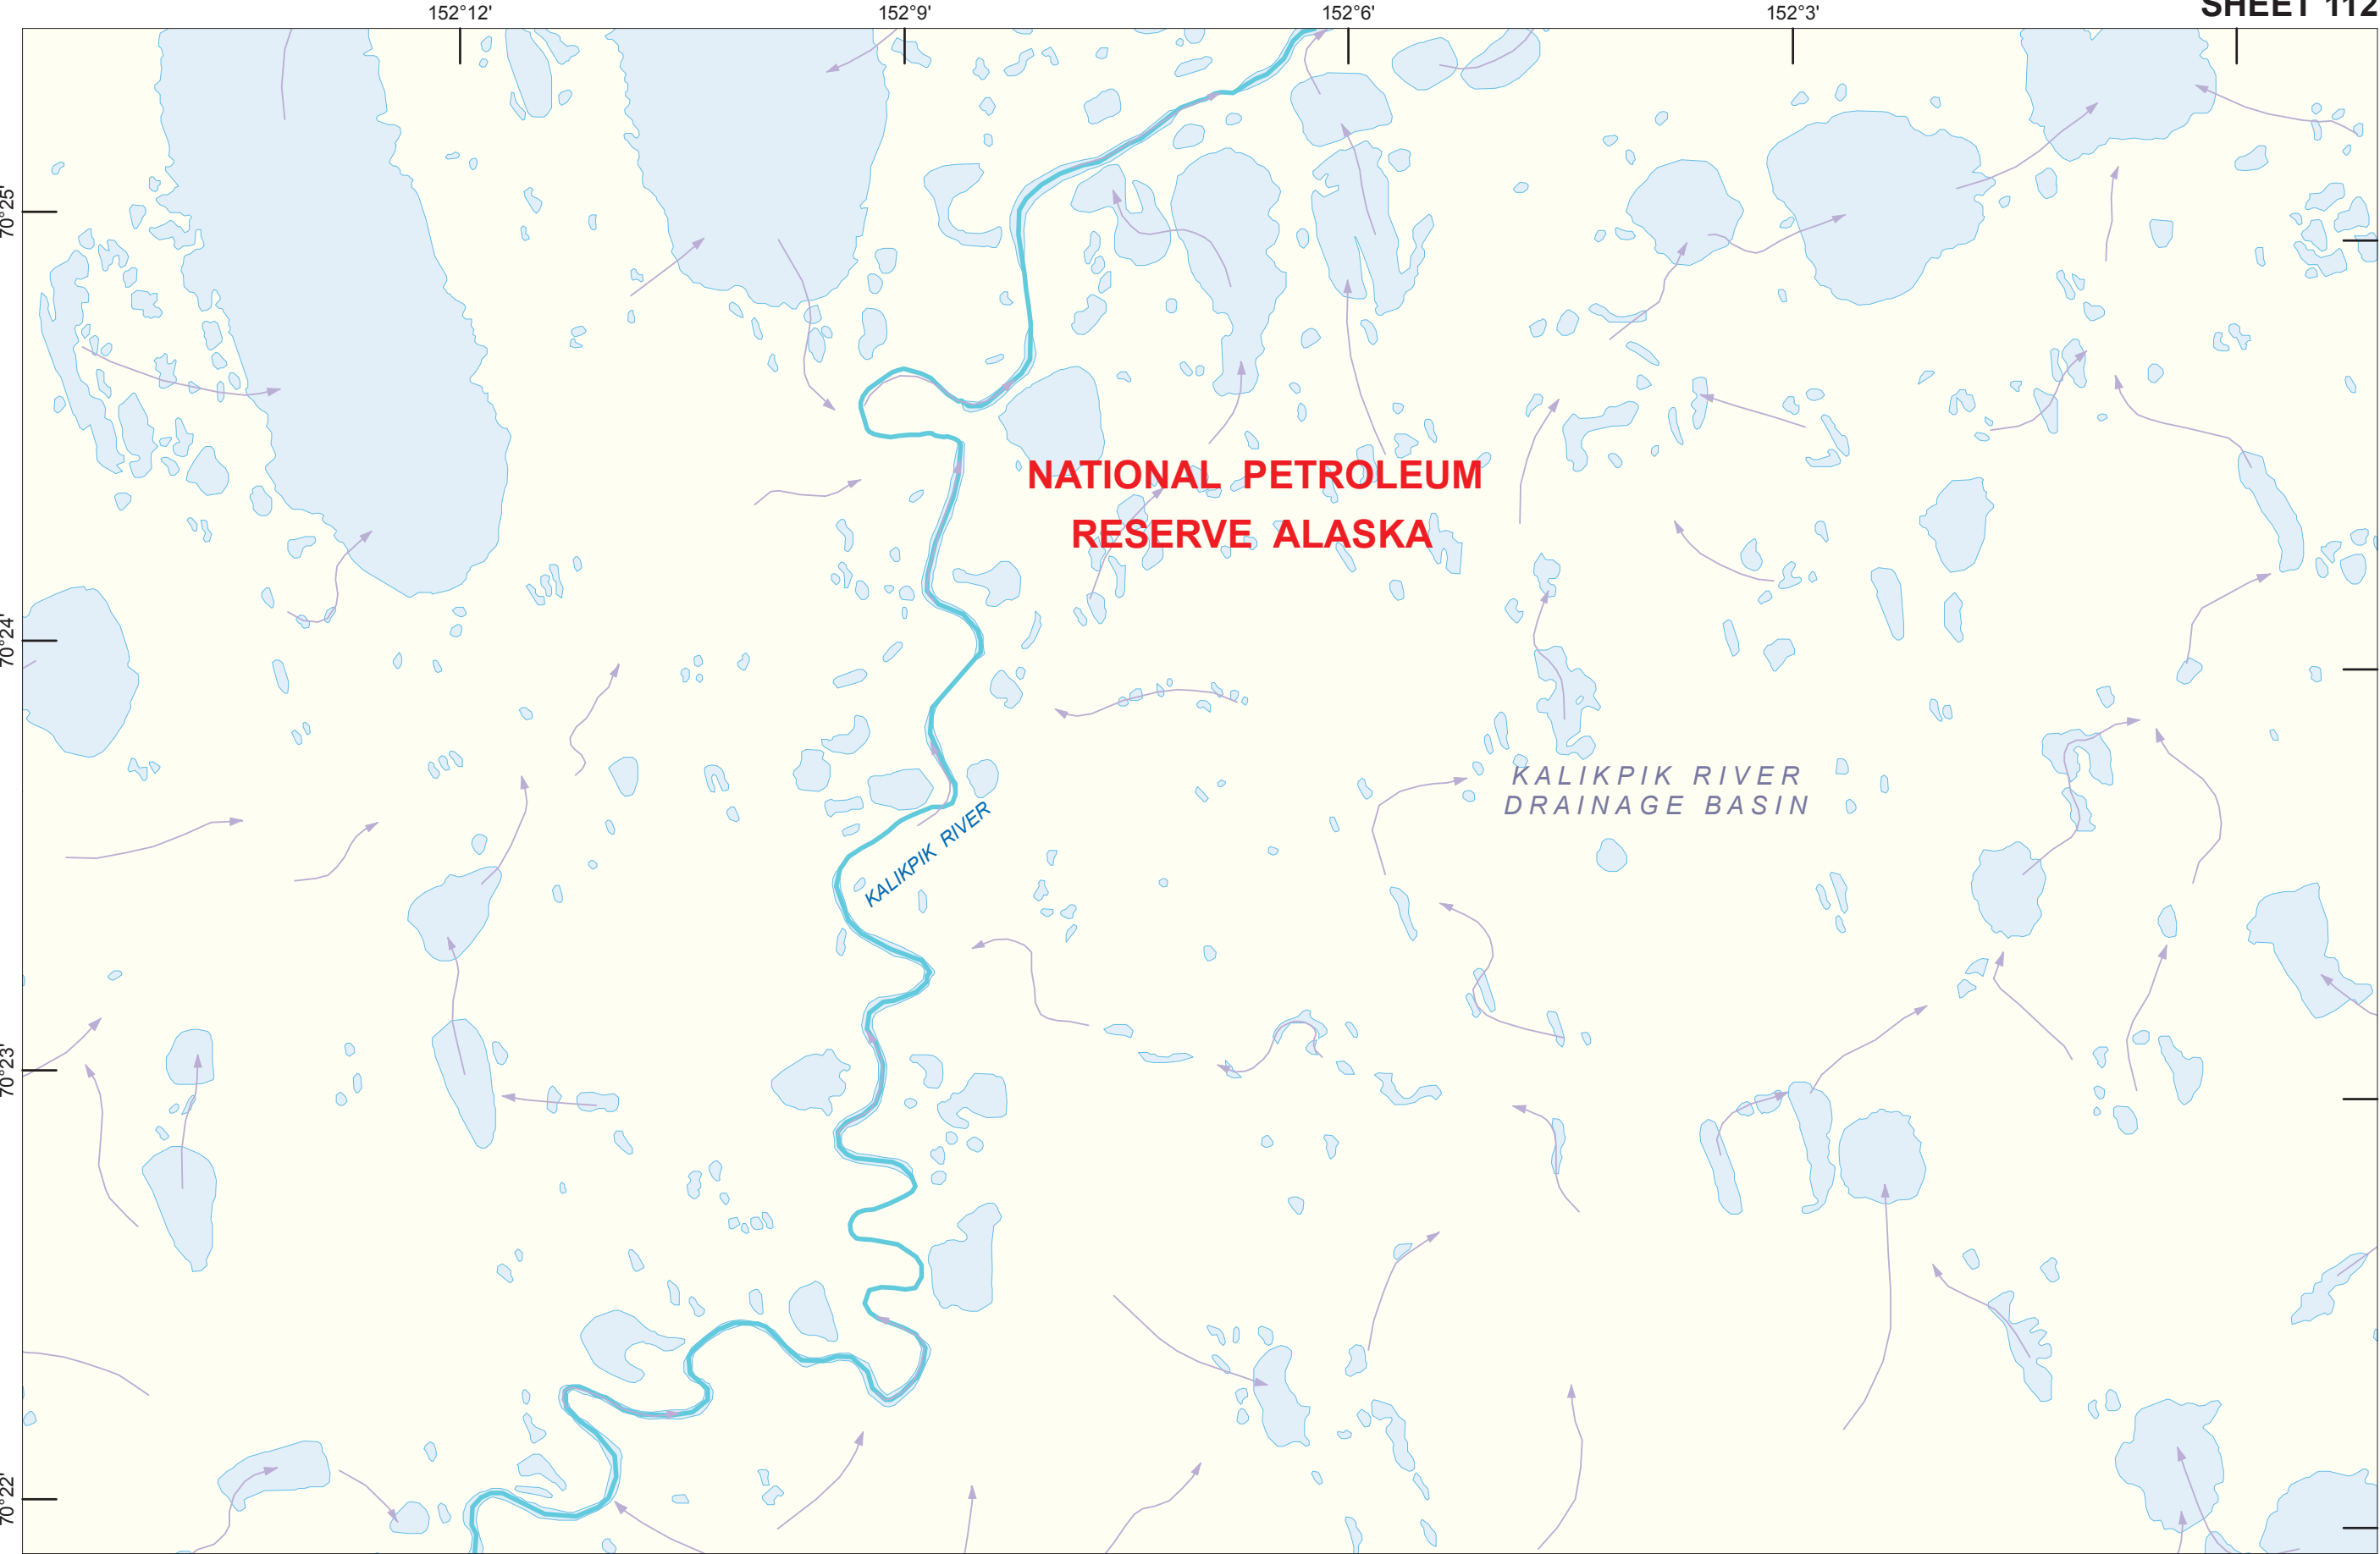 SHEET 112
152°12'
152°9'
152°6'
152°3'
70°25'
NATIONAL PETROLEUM
RESERVE ALASKA
70°24'
KALIKPIK RIVER
DRAINAGE BASIN
KALIKPIK RIVER
70°23'
70°22'